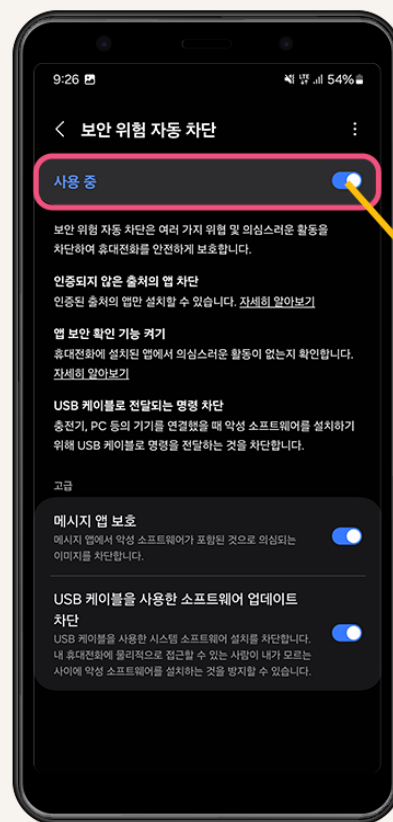 9:26 LTE 54%
보안 위험 자동 차단
사용 중
보안 위험 자동 차단은 여러 가지 위협 및 의심스러운 활동을
차단하여 휴대전화를 안전하게 보호합니다.
인증되지 않은 출처의 앱 차단
인증된 출처의 앱만 설치할 수 있습니다. 자세히 알아보기
앱 보안 확인 기능 켜기
휴대전화에 설치된 앱에서 의심스러운 활동이 없는지 확인합니다.
자세히 알아보기
USB 케이블로 전달되는 명령 차단
충전기, PC 등의 기기를 연결했을 때 악성 소프트웨어를 설치하기
위해 USB 케이블로 명령을 전달하는 것을 차단합니다.
고급
메시지 앱 보호
메시지 앱에서 악성 소프트웨어가 포함된 것으로 의심되는
이미지를 차단합니다.
USB 케이블을 사용한 소프트웨어 업데이트
차단
USB 케이블을 사용한 시스템 소프트웨어 설치를 차단합니다.
내 휴대전화에 물리적으로 접근할 수 있는 사람이 내가 모르는
사이에 악성 소프트웨어를 설치하는 것을 방지할 수 있습니다.